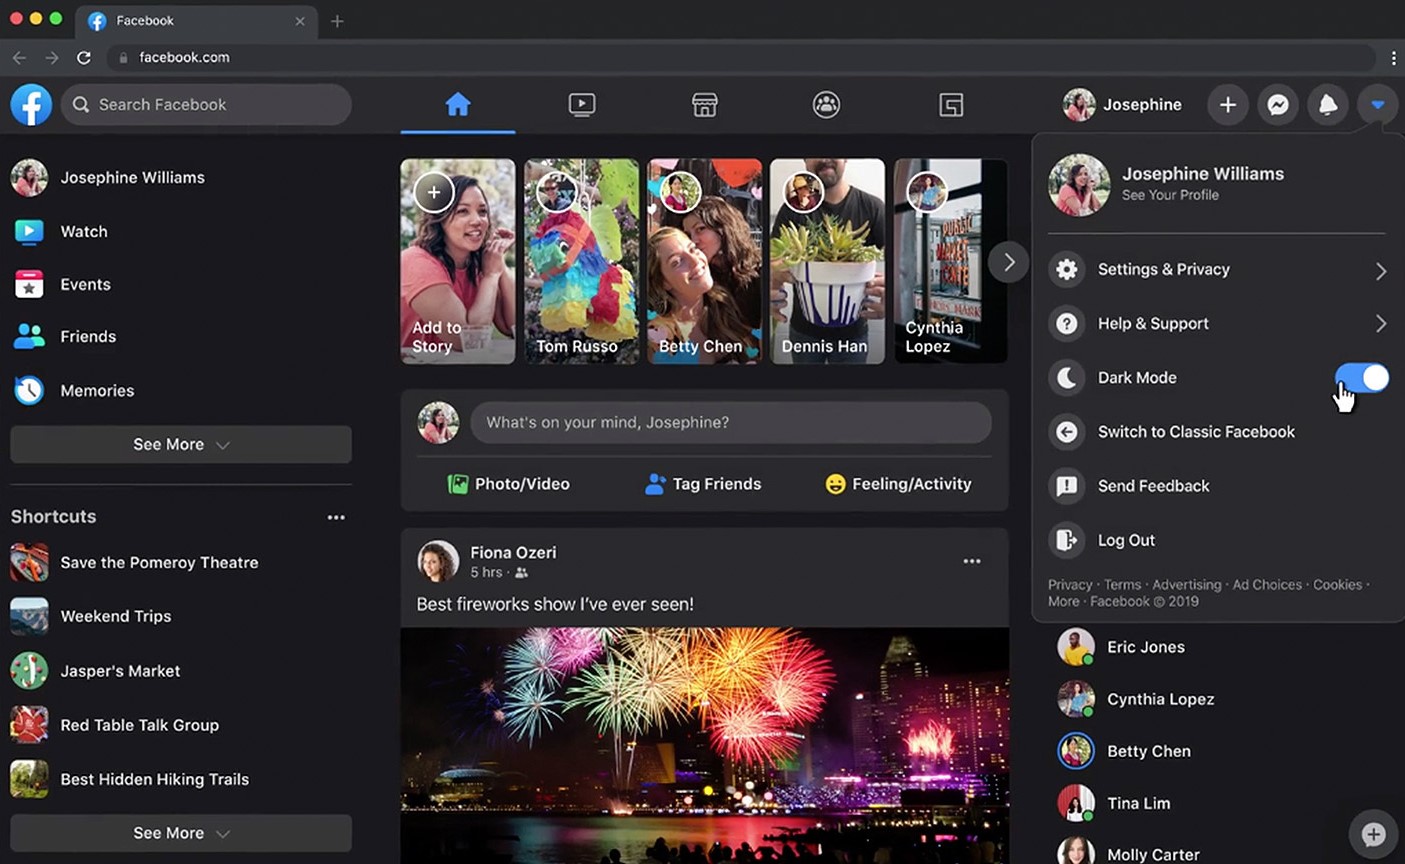 Facebook
facebook.com
Search Facebook
Josephine
Josephine Williams
Watch
Events
Friends
Memories
See More
Shortcuts
Save the Pomeroy Theatre
Weekend Trips
Jasper's Market
Red Table Talk Group
Best Hidden Hiking Trails
See More
Add to
Story
Tom Russo
Betty Chen
Dennis Han
Cynthia
Lopez
PUBLIC
MARKET
CENTER
What's on your mind, Josephine?
Photo/Video
Tag Friends
Feeling/Activity
Fiona Ozeri
5 hrs ·
Best fireworks show I've ever seen!
Josephine Williams
See Your Profile
Settings & Privacy
Help & Support
Dark Mode
Switch to Classic Facebook
Send Feedback
Log Out
Privacy · Terms · Advertising · Ad Choices · Cookies ·
More · Facebook © 2019
Eric Jones
Cynthia Lopez
Betty Chen
Tina Lim
Molly Carter